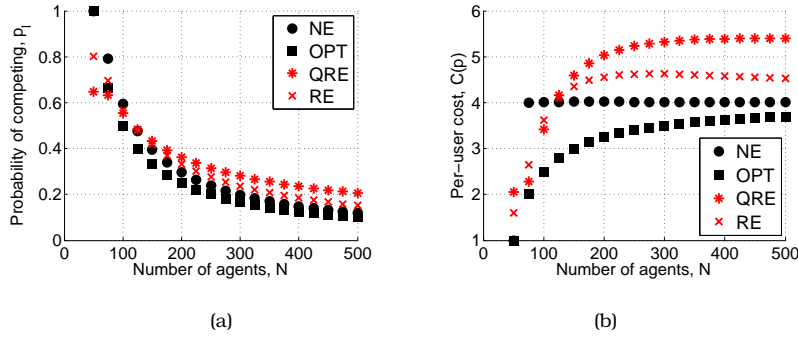 1
0.8
0.6
0.4
0.2
0
Probability of competing, p_l
0 100 200 300 400 500
Number of agents, N
NE
OPT
QRE
RE
(a)
6
5
4
3
2
1
Per−user cost, C(p)
0 100 200 300 400 500
Number of agents, N
NE
OPT
QRE
RE
(b)